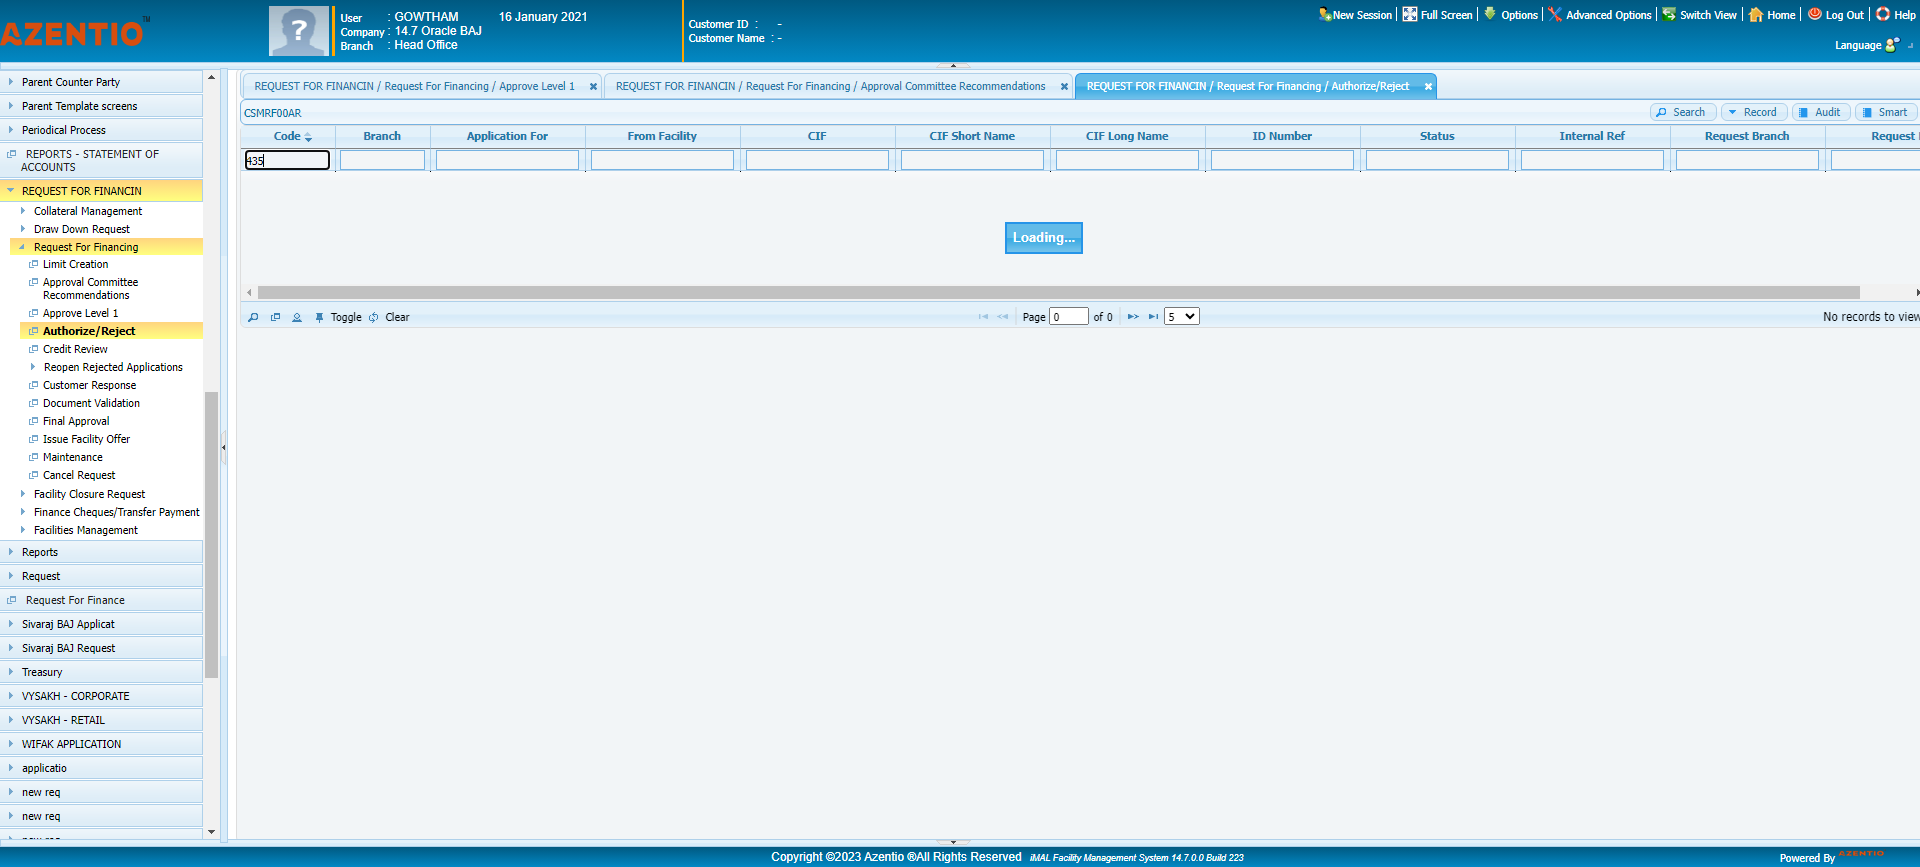 AZENTIO™
User : GOWTHAM 16 January 2021
Company : 14.7 Oracle BAJ
Branch : Head Office
Customer ID : -
Customer Name : -
New Session | Full Screen | Options | Advanced Options | Switch View | Home | Log Out | Help
Language
Parent Counter Party
Parent Template screens
Periodical Process
REPORTS - STATEMENT OF
ACCOUNTS
REQUEST FOR FINANCIN
Collateral Management
Draw Down Request
Request For Financing
Limit Creation
Approval Committee
Recommendations
Approve Level 1
Authorize/Reject
Credit Review
Reopen Rejected Applications
Customer Response
Document Validation
Final Approval
Issue Facility Offer
Maintenance
Cancel Request
Facility Closure Request
Finance Cheques/Transfer Payment
Facilities Management
Reports
Request
Request For Finance
Sivaraj BAJ Applicat
Sivaraj BAJ Request
Treasury
VYSAKH - CORPORATE
VYSAKH - RETAIL
WIFAK APPLICATION
applicatio
new req
new req
REQUEST FOR FINANCIN / Request For Financing / Approve Level 1
REQUEST FOR FINANCIN / Request For Financing / Approval Committee Recommendations
REQUEST FOR FINANCIN / Request For Financing / Authorize/Reject
CSMRF00AR
Search Record Audit Smart
Code Branch Application For From Facility CIF CIF Short Name CIF Long Name ID Number Status Internal Ref Request Branch Request
435
Loading...
Toggle Clear
Page 0 of 0 5
No records to view
Copyright ©2023 Azentio ®All Rights Reserved iMAL Facility Management System 14.7.0.0 Build 223
Powered By AZENTIO